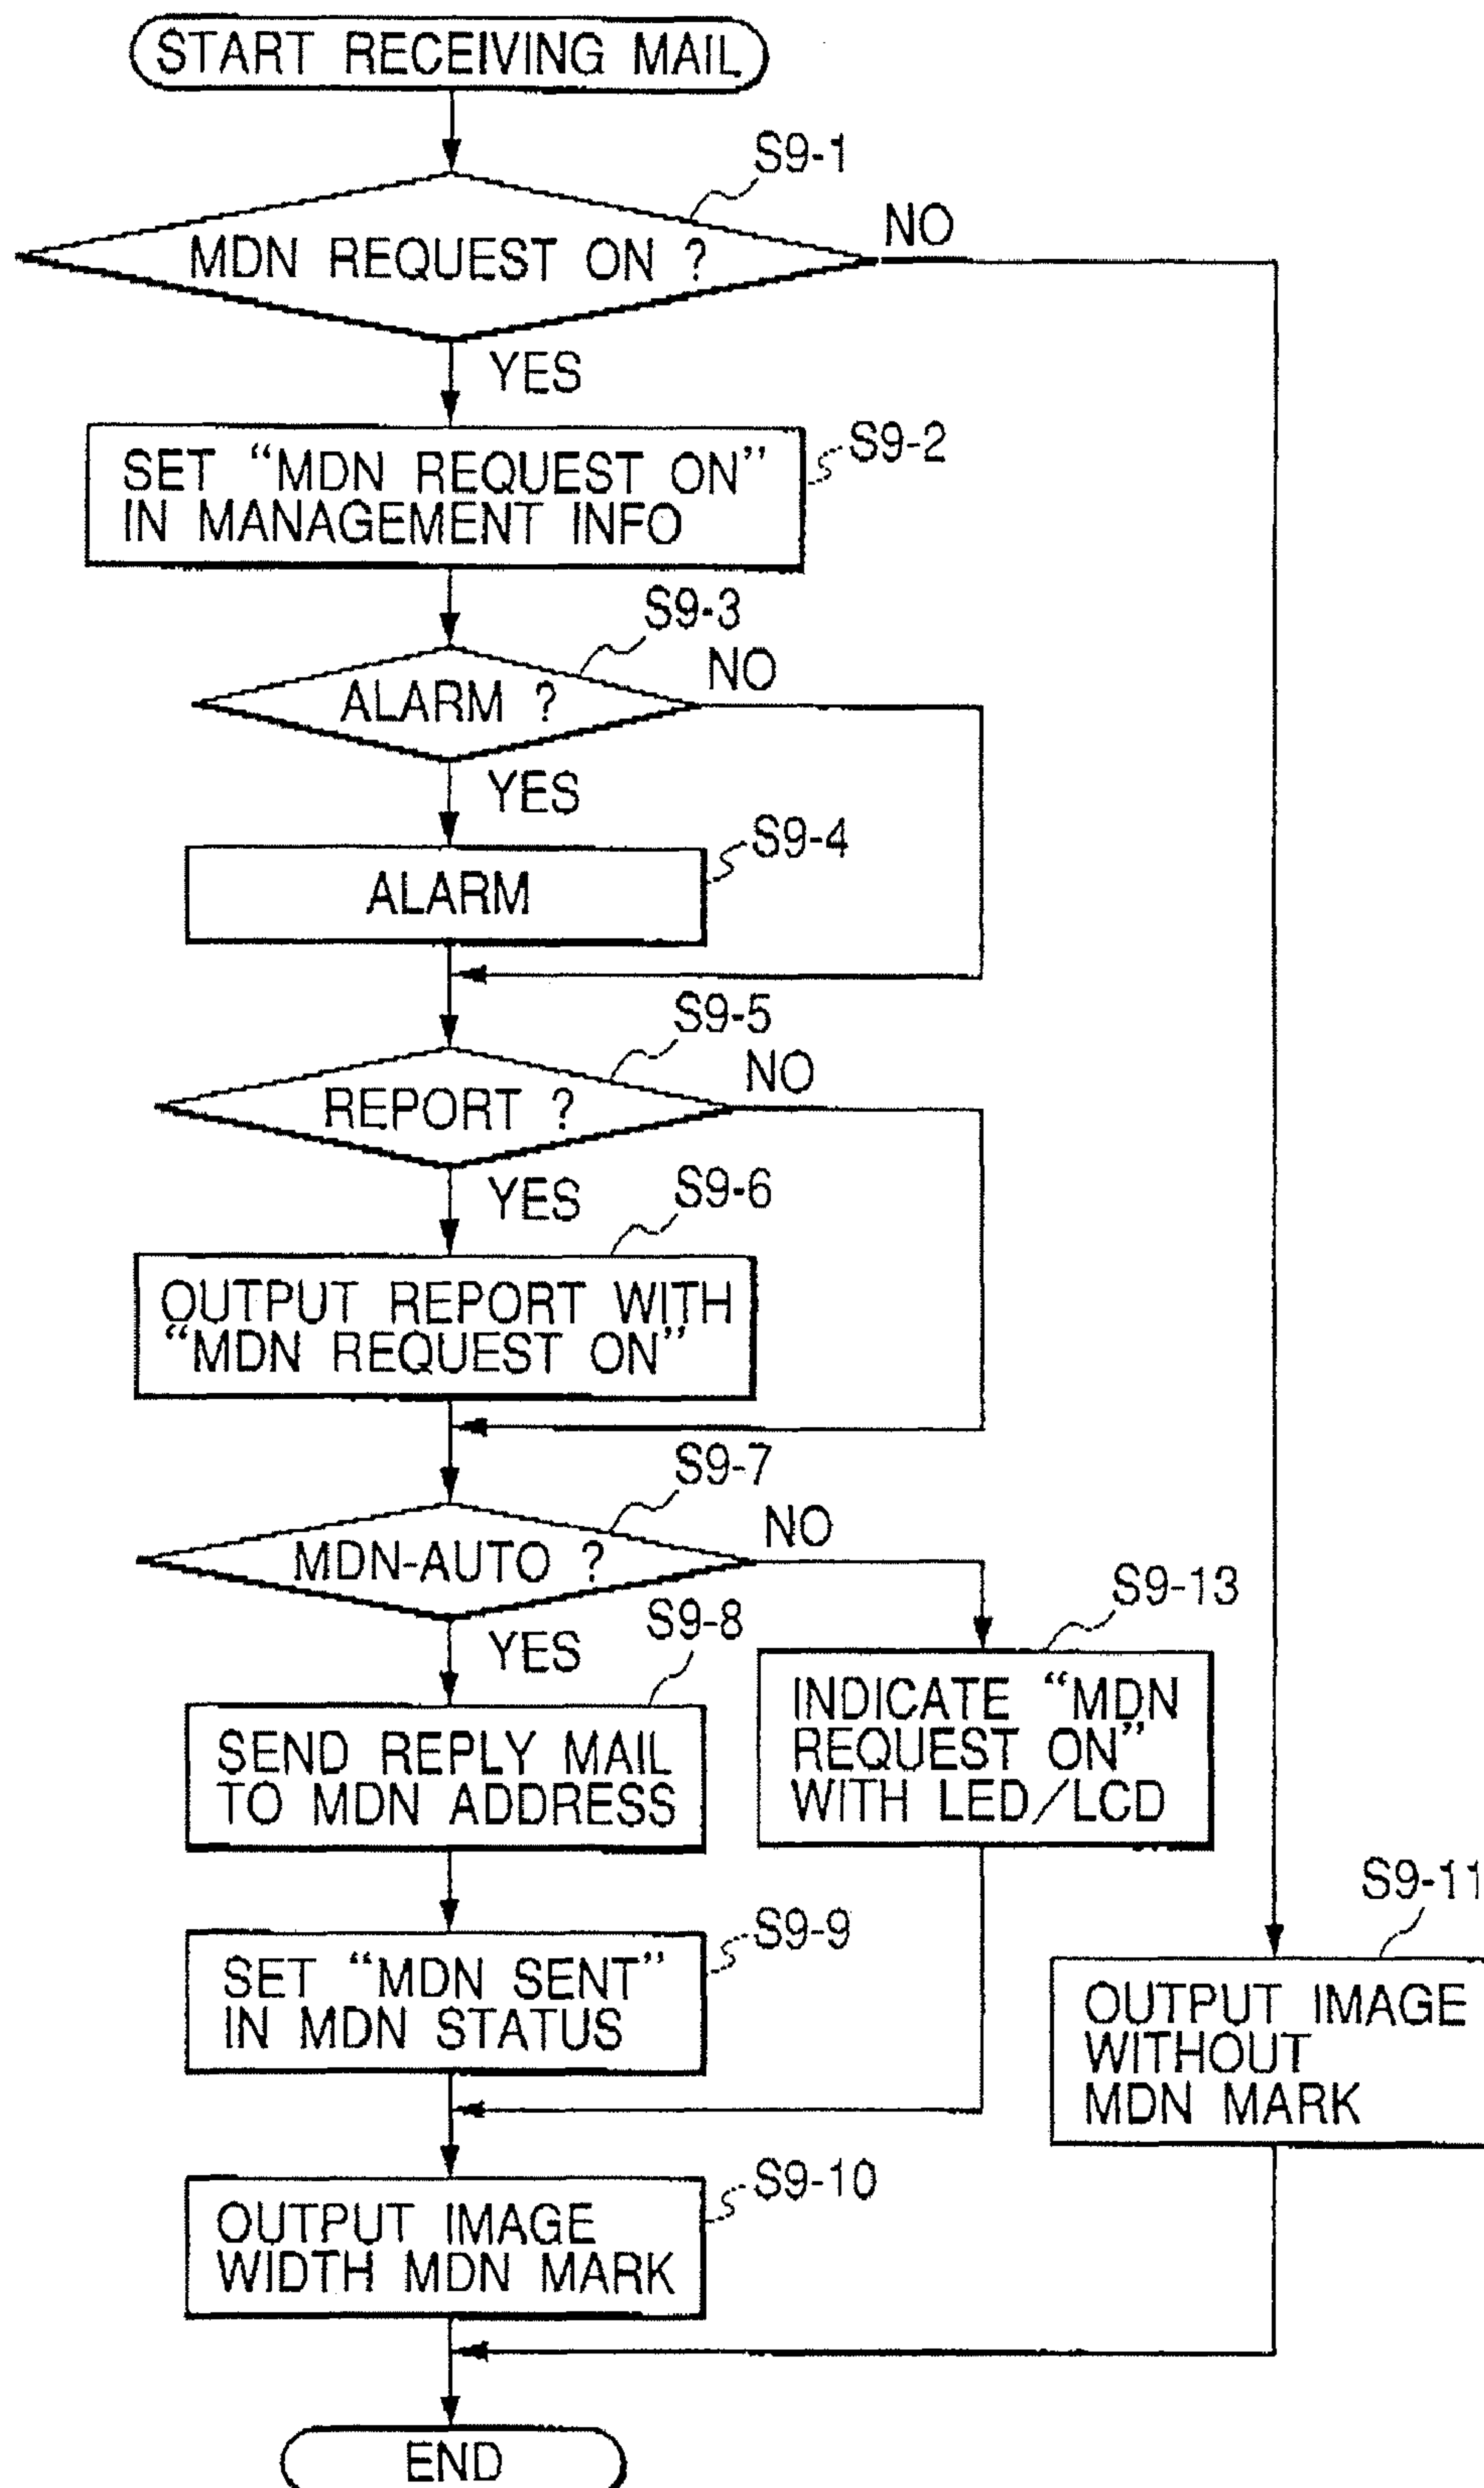 START RECEIVING MAIL
S9-1
MDN REQUEST ON ?
NO
YES
S9-2
SET “MDN REQUEST ON”
IN MANAGEMENT INFO
S9-3
ALARM ?
NO
YES
S9-4
ALARM
S9-5
REPORT ?
NO
YES
S9-6
OUTPUT REPORT WITH
“MDN REQUEST ON”
S9-7
MDN-AUTO ?
NO
YES
S9-8
SEND REPLY MAIL
TO MDN ADDRESS
S9-13
INDICATE “MDN
REQUEST ON”
WITH LED/LCD
S9-9
SET “MDN SENT”
IN MDN STATUS
S9-11
OUTPUT IMAGE
WITHOUT
MDN MARK
S9-10
OUTPUT IMAGE
WIDTH MDN MARK
END